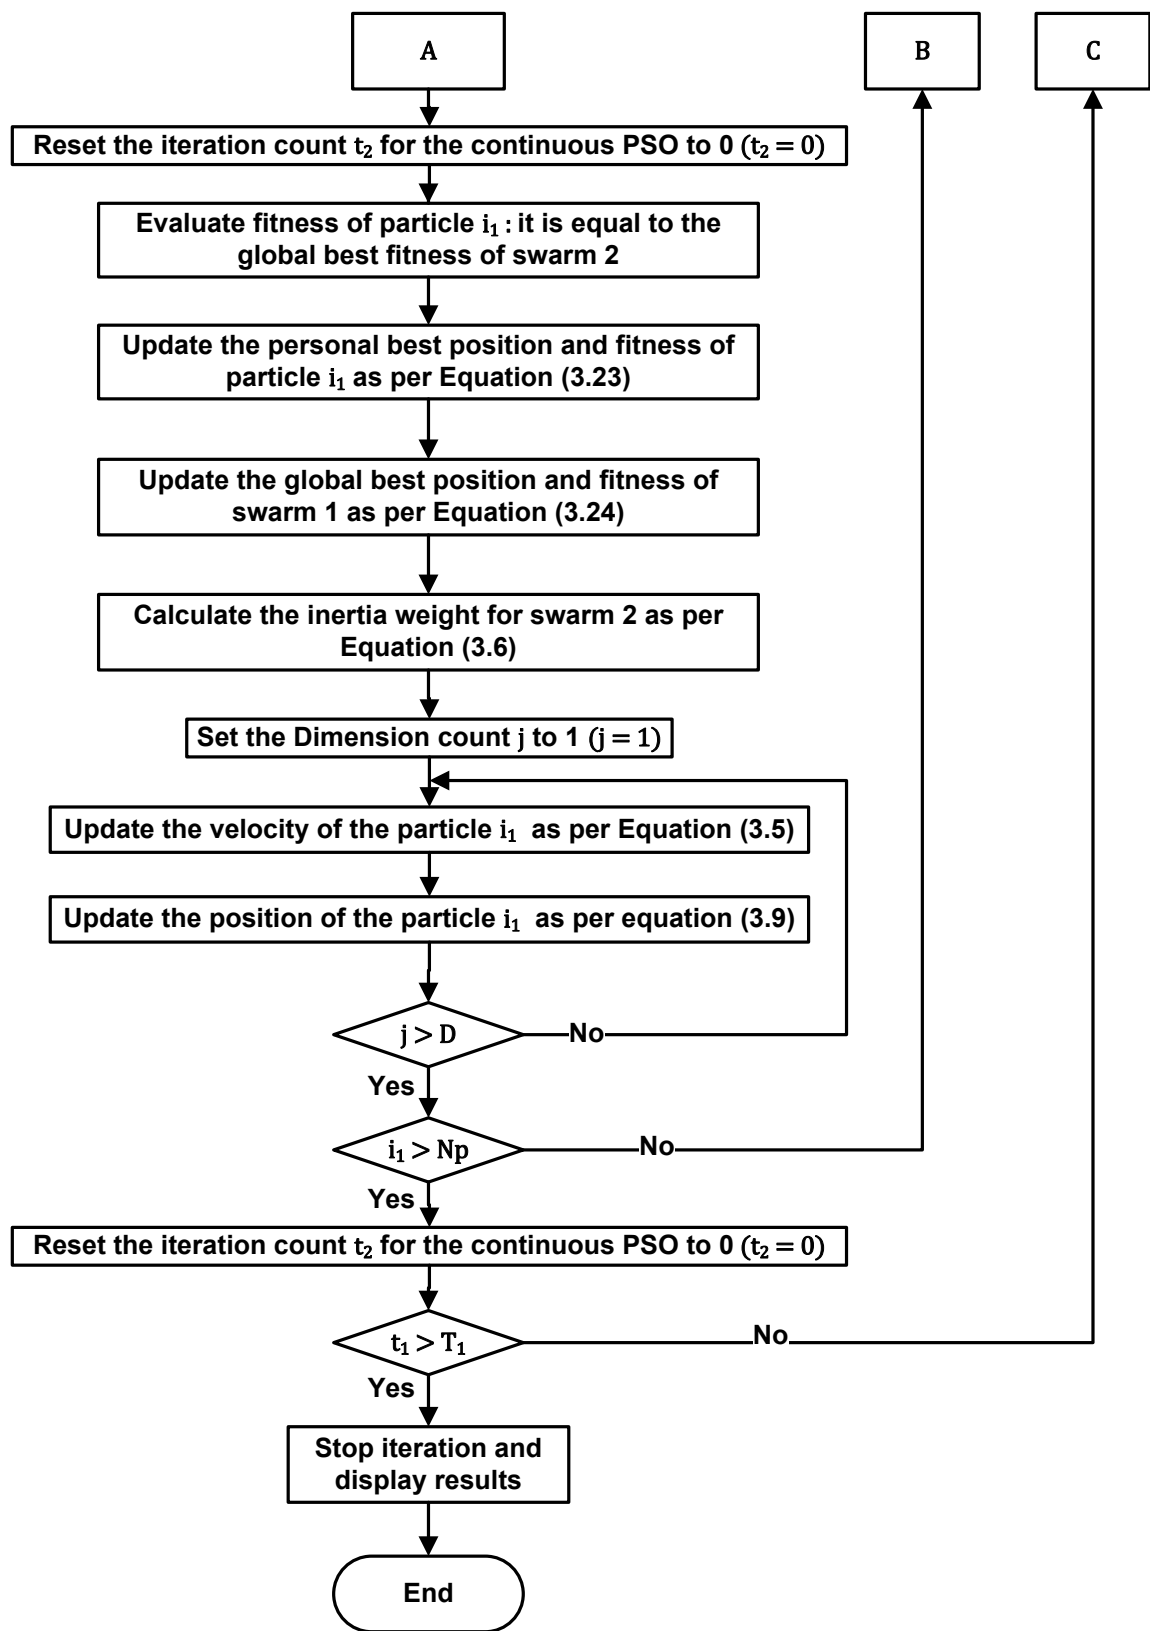 A
B
C
Reset the iteration count t₂ for the continuous PSO to 0 (t₂ = 0)
Evaluate fitness of particle i₁ : it is equal to the
global best fitness of swarm 2
Update the personal best position and fitness of
particle i₁ as per Equation (3.23)
Update the global best position and fitness of
swarm 1 as per Equation (3.24)
Calculate the inertia weight for swarm 2 as per
Equation (3.6)
Set the Dimension count j to 1 (j = 1)
Update the velocity of the particle i₁ as per Equation (3.5)
Update the position of the particle i₁ as per equation (3.9)
j > D
No
Yes
i₁ > Np
No
Yes
Reset the iteration count t₂ for the continuous PSO to 0 (t₂ = 0)
t₁ > T₁
No
Yes
Stop iteration and
display results
End